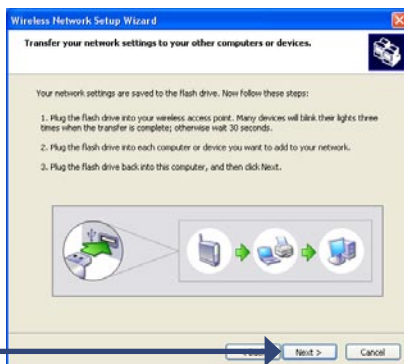 Wireless Network Setup Wizard
Transfer your network settings to your other computers or devices.
Your network settings are saved to the flash drive. Now follow these steps:
1. Plug the flash drive into your wireless access point. Many devices will blink their lights three
times when the transfer is complete; otherwise wait 30 seconds.
2. Plug the flash drive into each computer or device you want to add to your network.
3. Plug the flash drive back into this computer, and then click Next.
Next > Cancel